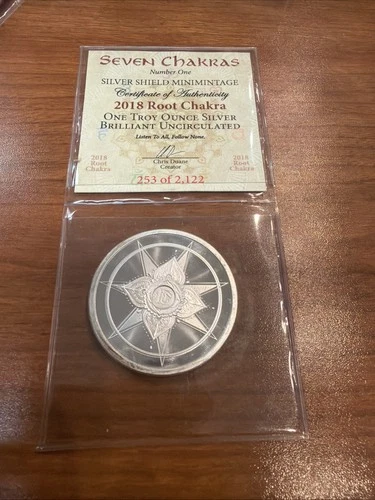 SEVEN CHAKRAS
Number One
SILVER SHIELD MINIMINTAGE
Certificate of Authenticity
2018 Root Chakra
ONE TROY OUNCE SILVER
BRILLIANT UNCIRCULATED
Listen To All, Follow None.
2018
Root
Chakra
Chris Duane
Creator
2018
Root
Chakra
253 of 2,122